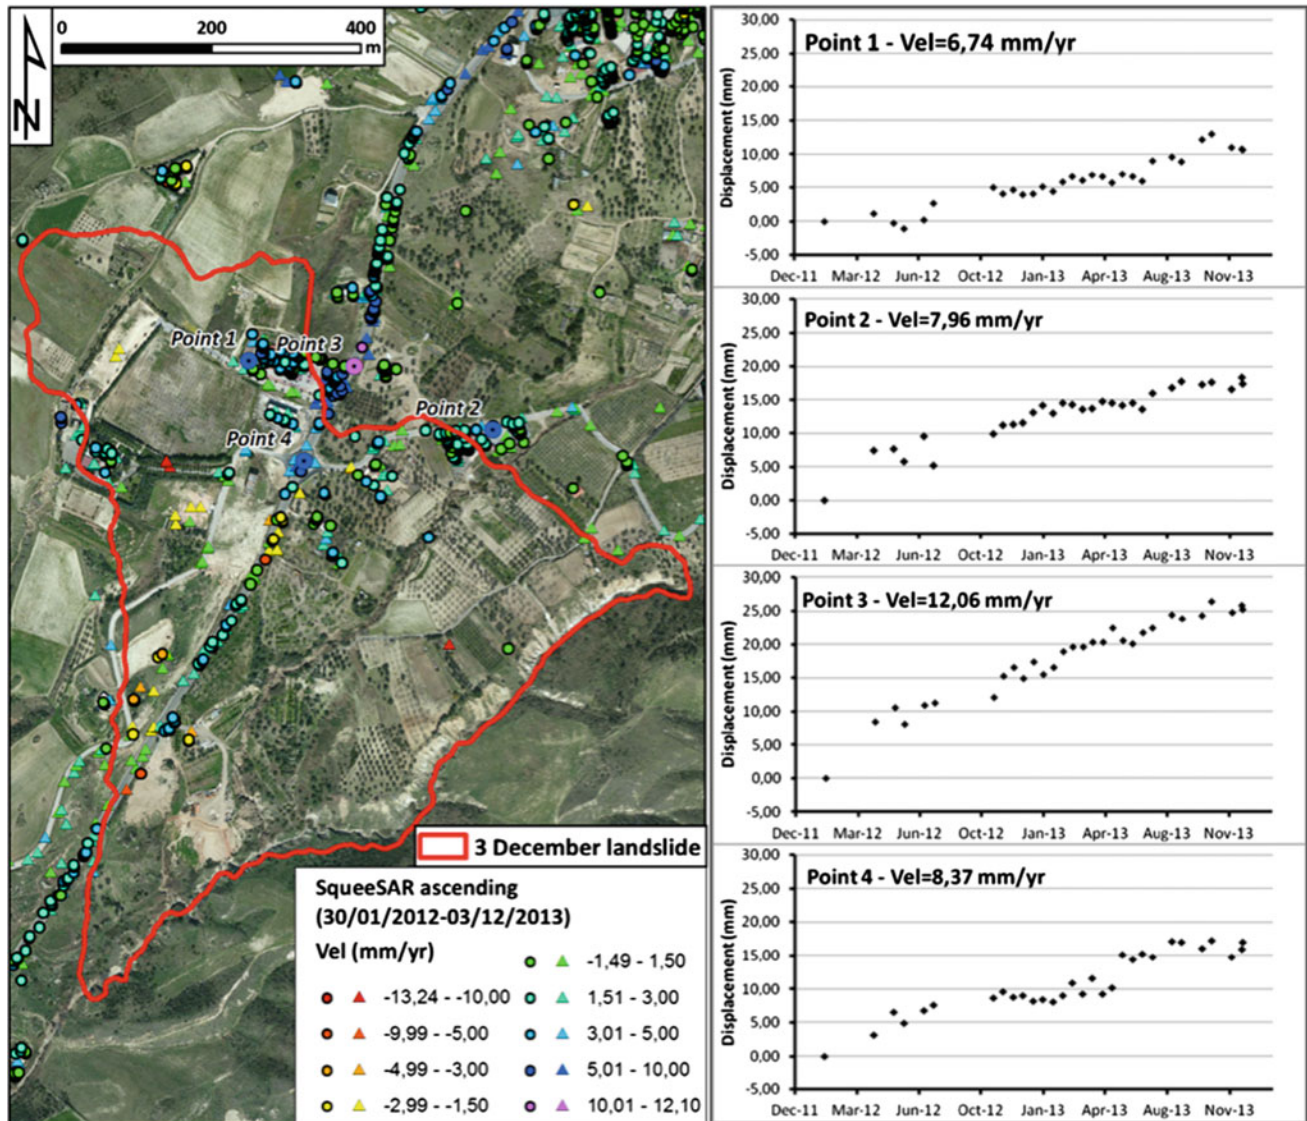 0 200 400
m
N
Point 1
Point 3
Point 2
Point 4
3 December landslide
SqueeSAR ascending
(30/01/2012-03/12/2013)
Vel (mm/yr)
-13,24 - -10,00
-9,99 - -5,00
-4,99 - -3,00
-2,99 - -1,50
-1,49 - 1,50
1,51 - 3,00
3,01 - 5,00
5,01 - 10,00
10,01 - 12,10
Point 1 - Vel=6,74 mm/yr
Displacement (mm)
30,00
25,00
20,00
15,00
10,00
5,00
0,00
-5,00
Dec-11 Mar-12 Jun-12 Oct-12 Jan-13 Apr-13 Aug-13 Nov-13
Point 2 - Vel=7,96 mm/yr
Displacement (mm)
30,00
25,00
20,00
15,00
10,00
5,00
0,00
-5,00
Dec-11 Mar-12 Jun-12 Oct-12 Jan-13 Apr-13 Aug-13 Nov-13
Point 3 - Vel=12,06 mm/yr
Displacement (mm)
30,00
25,00
20,00
15,00
10,00
5,00
0,00
-5,00
Dec-11 Mar-12 Jun-12 Oct-12 Jan-13 Apr-13 Aug-13 Nov-13
Point 4 - Vel=8,37 mm/yr
Displacement (mm)
30,00
25,00
20,00
15,00
10,00
5,00
0,00
-5,00
Dec-11 Mar-12 Jun-12 Oct-12 Jan-13 Apr-13 Aug-13 Nov-13